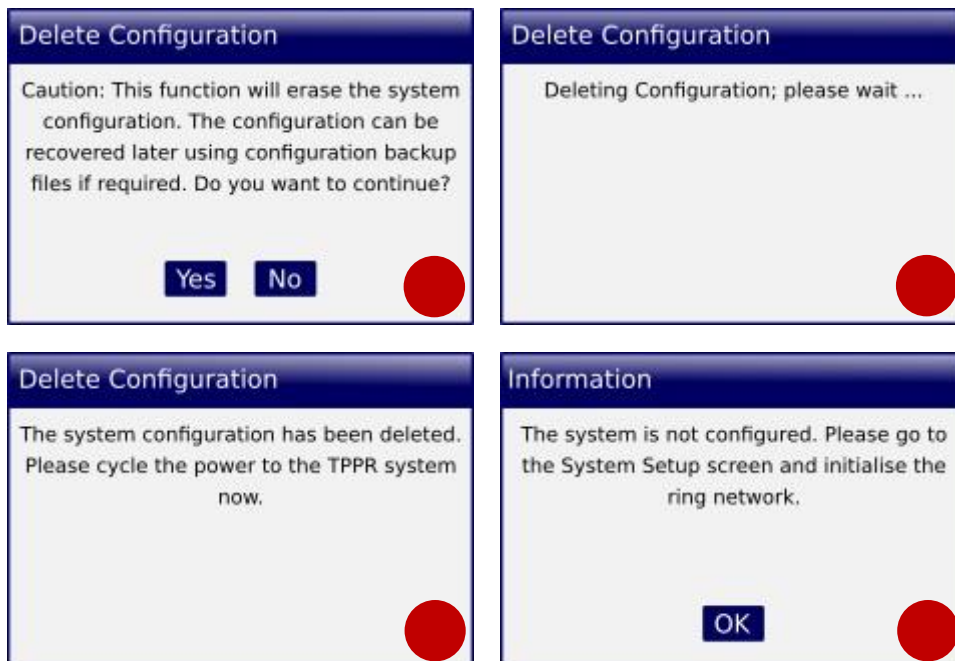 Delete Configuration
Caution: This function will erase the system
configuration. The configuration can be
recovered later using configuration backup
files if required. Do you want to continue?
Yes No
Delete Configuration
Deleting Configuration; please wait ...
Delete Configuration
The system configuration has been deleted.
Please cycle the power to the TPPR system
now.
Information
The system is not configured. Please go to
the System Setup screen and initialise the
ring network.
OK